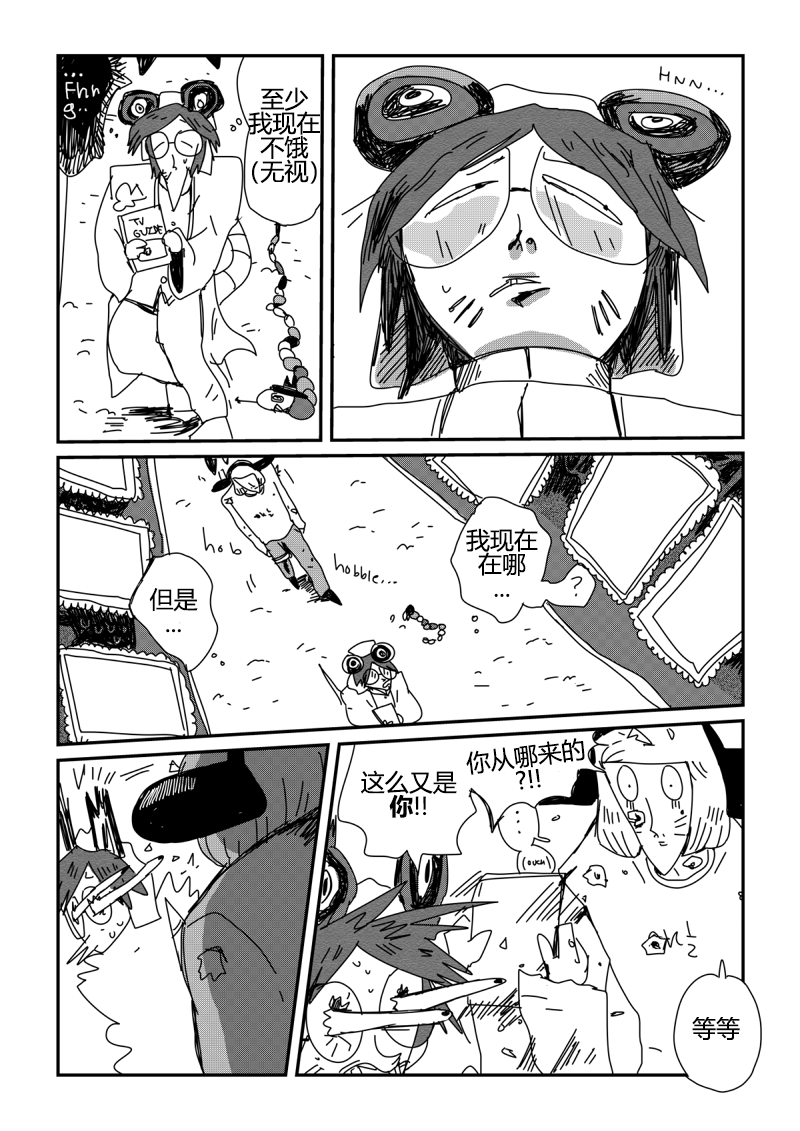 ...
Fhh
g..
至少
我现在
不饿
(无视)
TV
GUIDE
HNN...
hob
hobble...
但是
...
我现在
在哪
...
?
这么又是
你!!
你从哪来的
?!!
...
(OUCH)
等等